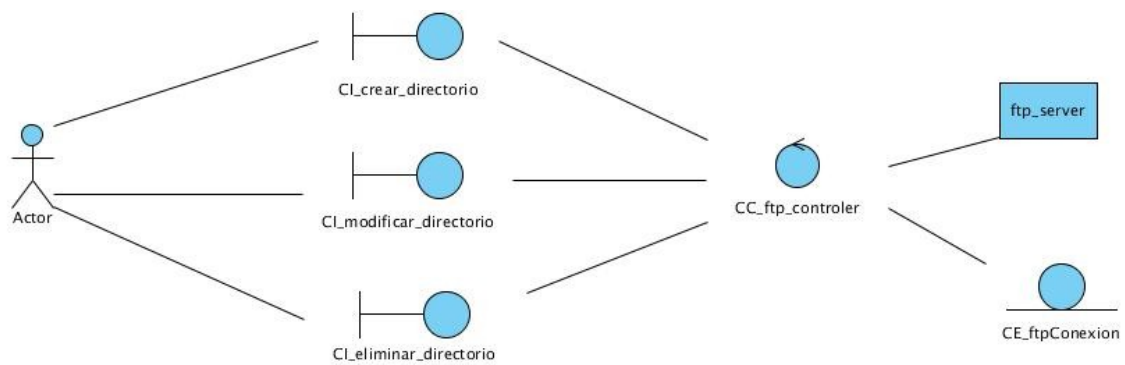 CI_crear_directorio
ftp_server
Actor
CI_modificar_directorio
CC_ftp_controler
CI_eliminar_directorio
CE_ftpConexion